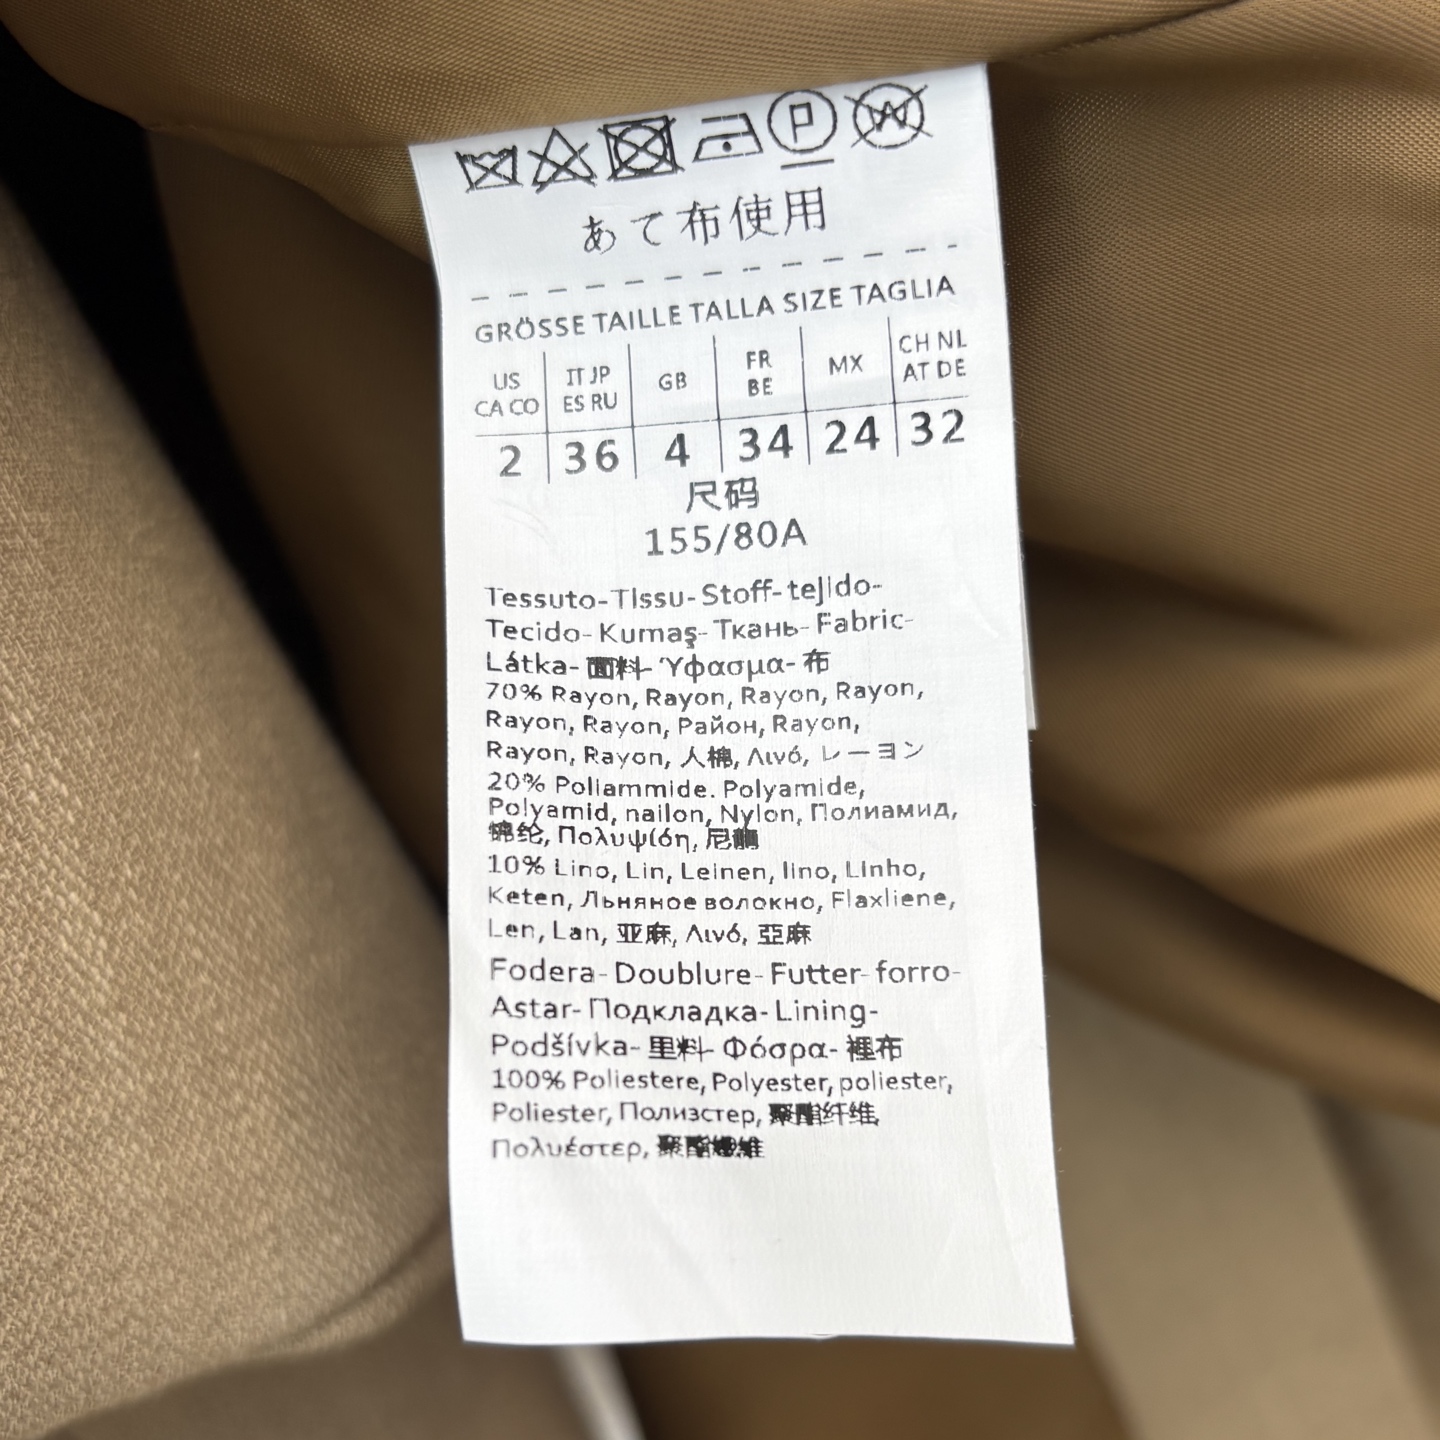 P W
あて布使用
GRÖSSE TAILLE TALLA SIZE TAGLIA
US CA CO IT JP ES RU GB FR BE MX CH NL AT DE
2 36 4 34 24 32
尺码
155/80A
Tessuto-Tissu-Stoff-tejido-
Tecido-Kumaş-Ткань-Fabric-
Látka-面料-Ύφασμα-布
70% Rayon, Rayon, Rayon, Rayon,
Rayon, Rayon, Район, Rayon,
Rayon, Rayon, 人棉, Λινό, レーヨン
20% Poliammide. Polyamide,
Polyamid, nailon, Nylon, Полиамид,
锦纶, Πολυψίδη, 尼龍
10% Lino, Lin, Leinen, lino, Linho,
Keten, Льняное волокно, Flaxliene,
Len, Lan, 亚麻, Λινό, 亞麻
Fodera-Doublure-Futter-forro-
Astar-Подкладка-Lining-
Podšívka-里料-Φόσρα-裡布
100% Poliestere, Polyester, poliester,
Poliester, Полиэстер, 聚酯纤维,
Πολυέστερ, 聚酯纖維